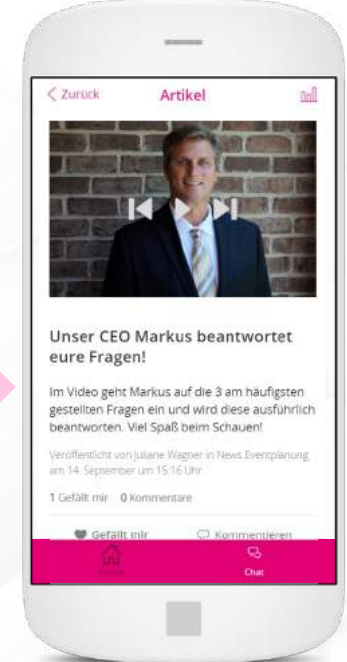 Zurück Artikel
Unser CEO Markus beantwortet
eure Fragen!
Im Video geht Markus auf die 3 am häufigsten
gestellten Fragen ein und wird diese ausführlich
beantworten. Viel Spaß beim Schauen!
Veröffentlicht von Juliane Wagner in News Eventplanung
am 14. September um 15:16 Uhr
1 Gefällt mir 0 Kommentare
Gefällt mir Kommentieren
Chat